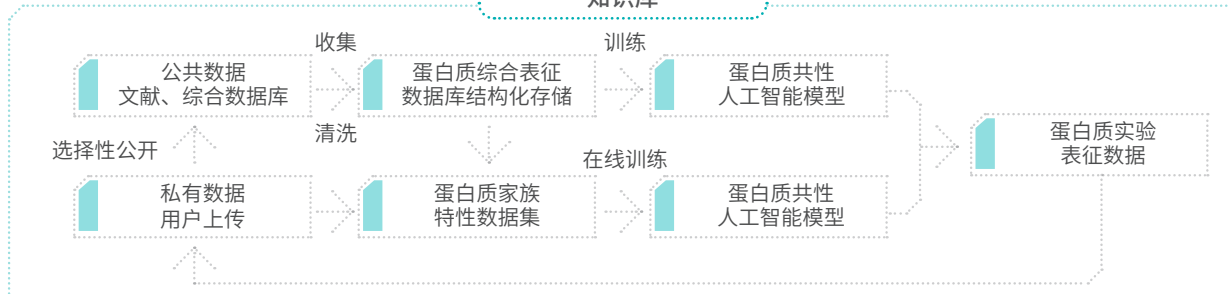 知识库
收集
训练
公共数据
文献、综合数据库
蛋白质综合表征
数据库结构化存储
蛋白质共性
人工智能模型
选择性公开
清洗
在线训练
蛋白质实验
表征数据
私有数据
用户上传
蛋白质家族
特性数据集
蛋白质共性
人工智能模型